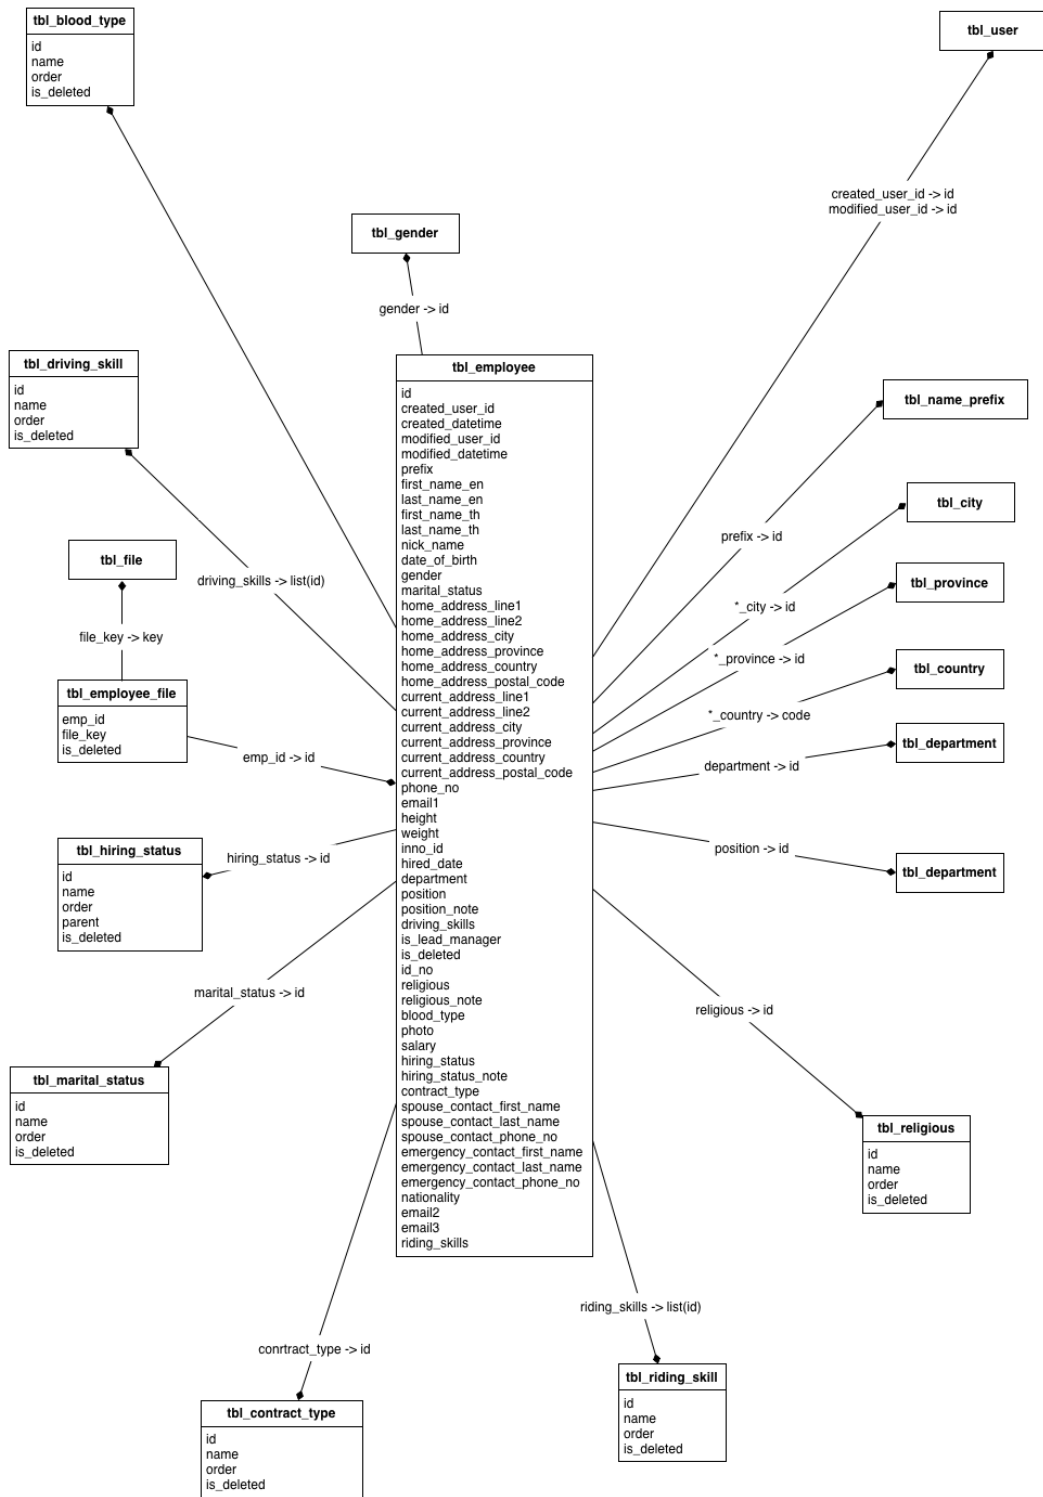 tbl_blood_type
id
name
order
is_deleted
tbl_user
created_user_id -> id
modified_user_id -> id
tbl_gender
gender -> id
tbl_driving_skill
id
name
order
is_deleted
driving_skills -> list(id)
tbl_file
file_key -> key
tbl_employee_file
emp_id
file_key
is_deleted
emp_id -> id
tbl_hiring_status
id
name
order
parent
is_deleted
hiring_status -> id
marital_status -> id
tbl_marital_status
id
name
order
is_deleted
conrtract_type -> id
tbl_contract_type
id
name
order
is_deleted
tbl_employee
id
created_user_id
created_datetime
modified_user_id
modified_datetime
prefix
first_name_en
last_name_en
first_name_th
last_name_th
nick_name
date_of_birth
gender
marital_status
home_address_line1
home_address_line2
home_address_city
home_address_province
home_address_country
home_address_postal_code
current_address_line1
current_address_line2
current_address_city
current_address_province
current_address_country
current_address_postal_code
phone_no
email1
height
weight
inno_id
hired_date
department
position
position_note
driving_skills
is_lead_manager
is_deleted
id_no
religious
religious_note
blood_type
photo
salary
hiring_status
hiring_status_note
contract_type
spouse_contact_first_name
spouse_contact_last_name
spouse_contact_phone_no
emergency_contact_first_name
emergency_contact_last_name
emergency_contact_phone_no
nationality
email2
email3
riding_skills
tbl_name_prefix
prefix -> id
tbl_city
*_city -> id
tbl_province
*_province -> id
tbl_country
*_country -> code
tbl_department
department -> id
position -> id
tbl_department
religious -> id
tbl_religious
id
name
order
is_deleted
riding_skills -> list(id)
tbl_riding_skill
id
name
order
is_deleted